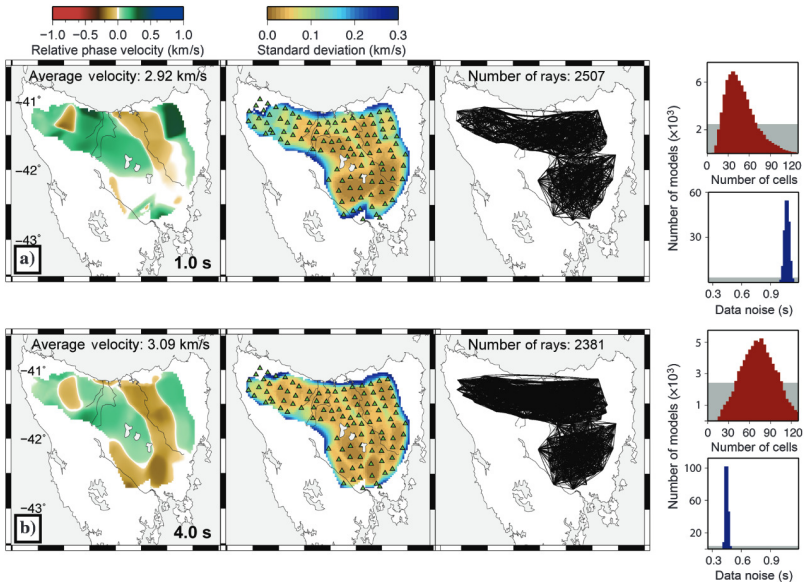 −1.0 −0.5 0.0 0.5 1.0
Relative phase velocity (km/s)
0.0 0.1 0.2 0.3
Standard deviation (km/s)
Average velocity: 2.92 km/s
Number of rays: 2507
−41°
−42°
−43°
a)
1.0 s
6
2
0 30 60 90 120
Number of cells
60
30
0.3 0.6 0.9
Data noise (s)
Number of models (×10³)
Average velocity: 3.09 km/s
Number of rays: 2381
−41°
−42°
−43°
b)
4.0 s
5
3
1
0 30 60 90 120
Number of cells
100
60
20
0.3 0.6 0.9
Data noise (s)
Number of models (×10³)